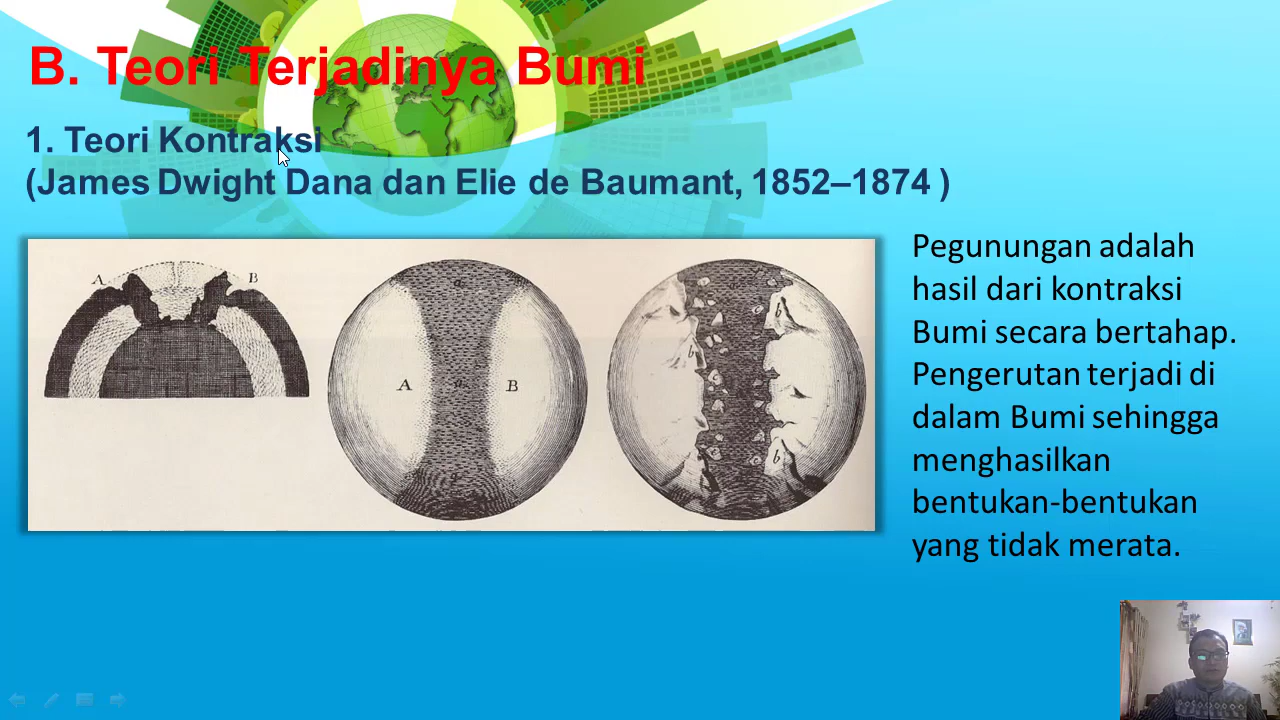 B. Teori Terjadinya Bumi
1. Teori Kontraksi
(James Dwight Dana dan Elie de Baumant, 1852–1874 )
A
B
a
a
a
A
B
b
b
b
Pegunungan adalah
hasil dari kontraksi
Bumi secara bertahap.
Pengerutan terjadi di
dalam Bumi sehingga
menghasilkan
bentukan-bentukan
yang tidak merata.